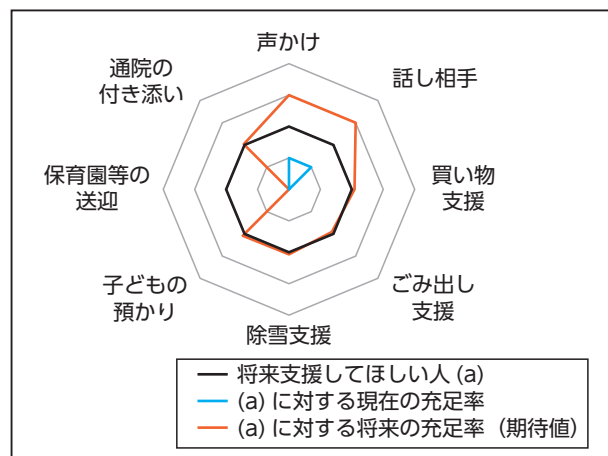 声かけ
話し相手
買い物
支援
ごみ出し
支援
除雪支援
子どもの
預かり
保育園等の
送迎
通院の
付き添い
将来支援してほしい人 (a)
(a) に対する現在の充足率
(a) に対する将来の充足率（期待値）